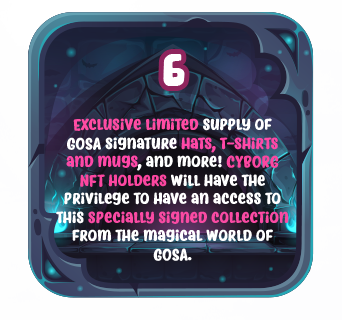 6
EXCLUSIVE LIMITED SUPPLY OF
GOSA SIGNATURE HATS, T-SHIRTS
AND MUGS, AND MORE! CYBORG
NFT HOLDERS WILL HAVE THE
PRIVILEGE TO HAVE AN ACCESS TO
THIS SPECIALLY SIGNED COLLECTION
FROM THE MAGICAL WORLD OF
GOSA.